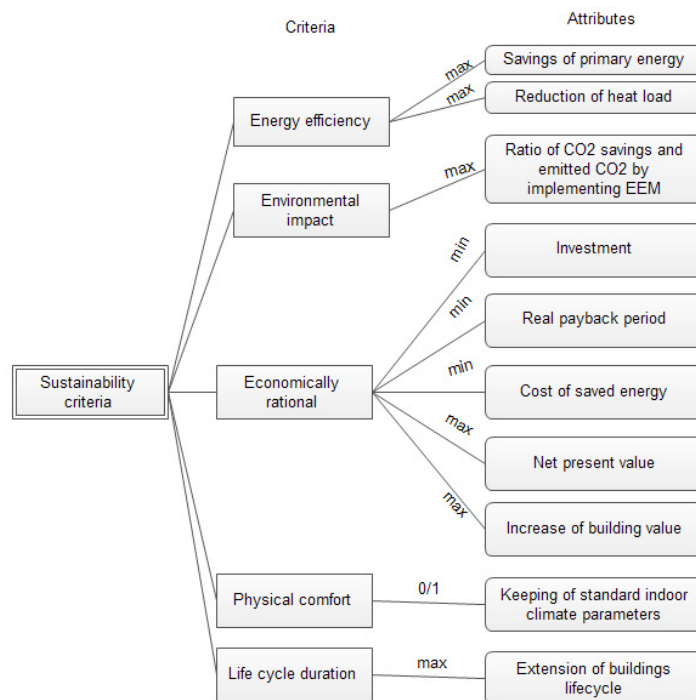 Criteria
Attributes
Sustainability
criteria
Energy efficiency
max
Savings of primary energy
max
Reduction of heat load
Environmental
impact
max
Ratio of CO2 savings and
emitted CO2 by
implementing EEM
Economically
rational
min
Investment
min
Real payback period
min
Cost of saved energy
max
Net present value
max
Increase of building value
Physical comfort
0/1
Keeping of standard indoor
climate parameters
Life cycle duration
max
Extension of buildings
lifecycle